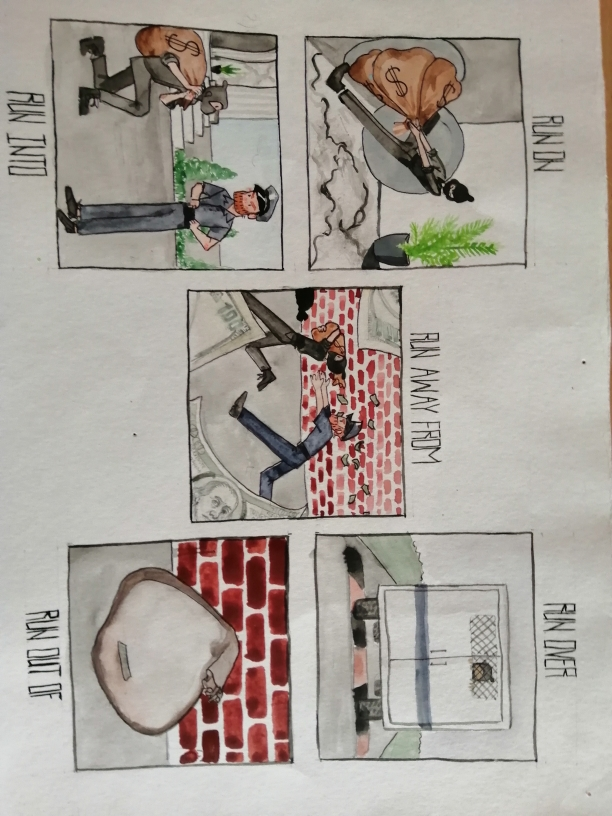 RUN ON
$
RUN OVER
RUN AWAY FROM
$
RUN INTO
RUN OUT OF